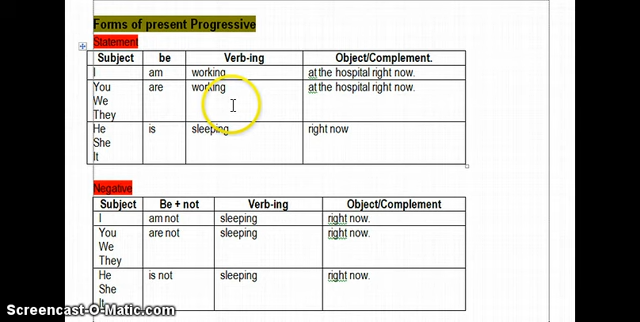 Forms of present Progressive
Statement
Subject be Verb-ing Object/Complement.
I am working at the hospital right now.
You are working at the hospital right now.
We
They
He is sleeping right now
She
It
Negative
Subject Be + not Verb-ing Object/Complement
I am not sleeping right now.
You are not sleeping right now.
We
They
He is not sleeping right now.
She
It
Screencast-O-Matic.com